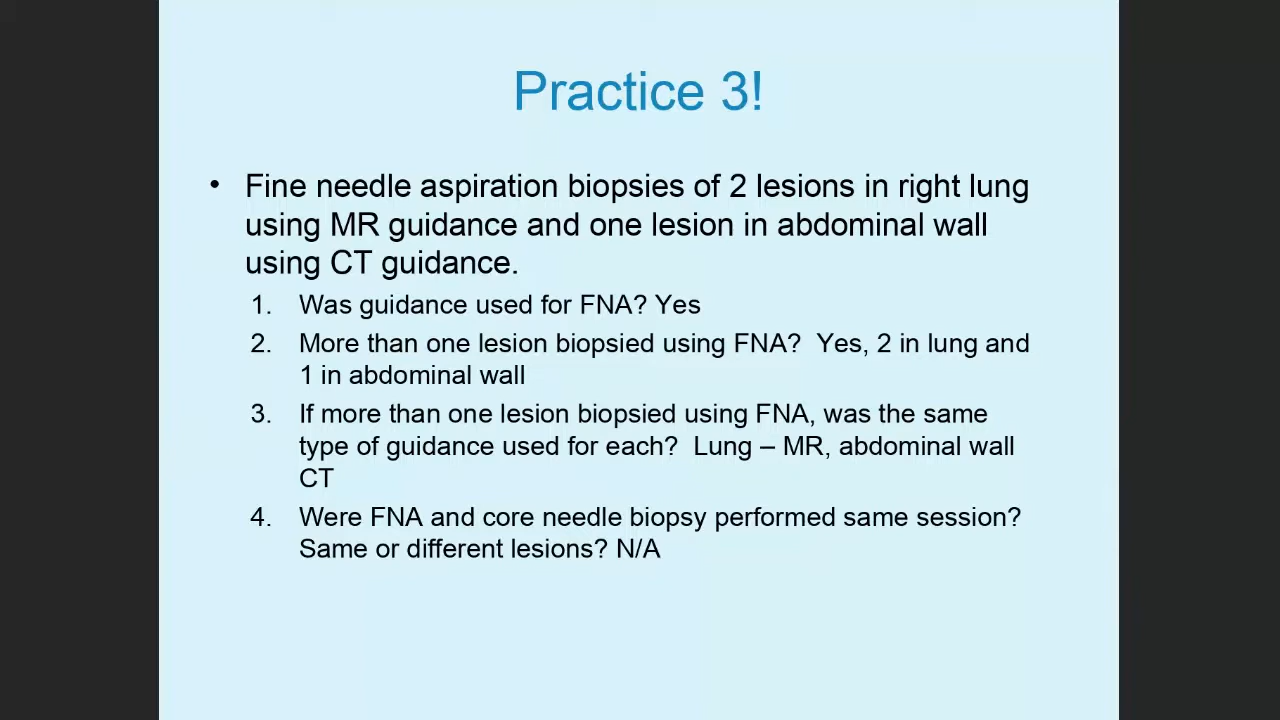 Practice 3!
• Fine needle aspiration biopsies of 2 lesions in right lung
using MR guidance and one lesion in abdominal wall
using CT guidance.
1. Was guidance used for FNA? Yes
2. More than one lesion biopsied using FNA?  Yes, 2 in lung and
1 in abdominal wall
3. If more than one lesion biopsied using FNA, was the same
type of guidance used for each?  Lung – MR, abdominal wall
CT
4. Were FNA and core needle biopsy performed same session?
Same or different lesions? N/A